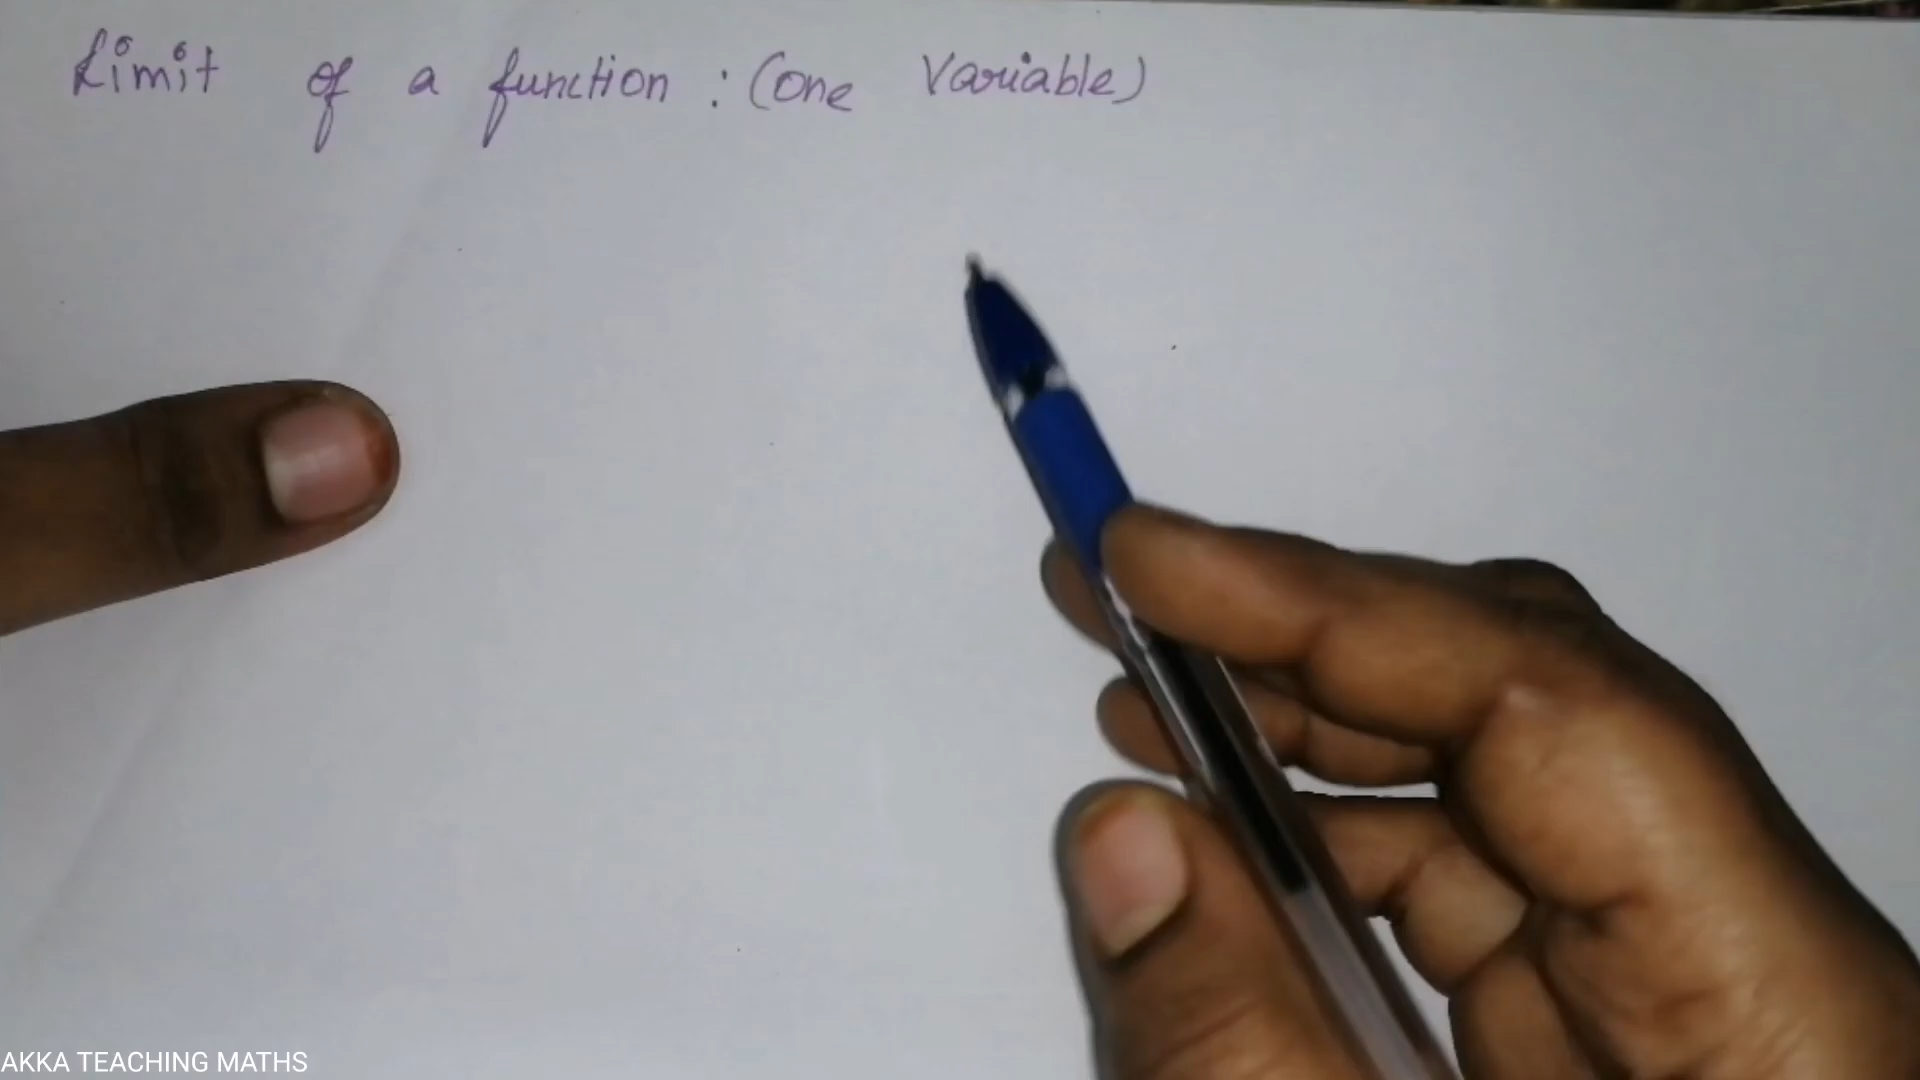 Limit of a function : (one Variable)
AKKA TEACHING MATHS